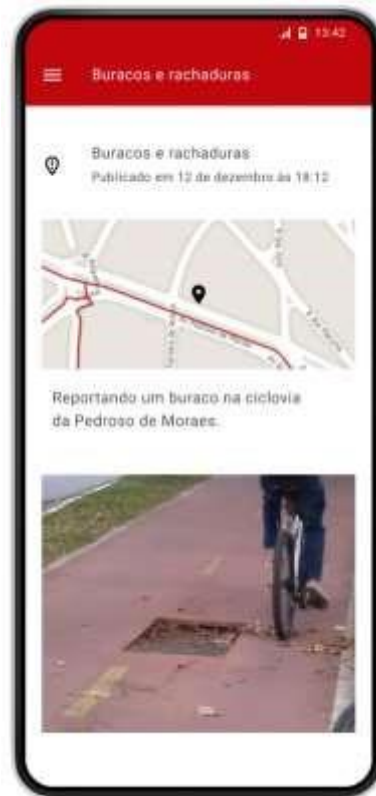 13:42
Buracos e rachaduras
Buracos e rachaduras
Publicado em 12 de dezembro às 18:12
Reportando um buraco na ciclovia
da Pedroso de Moraes.